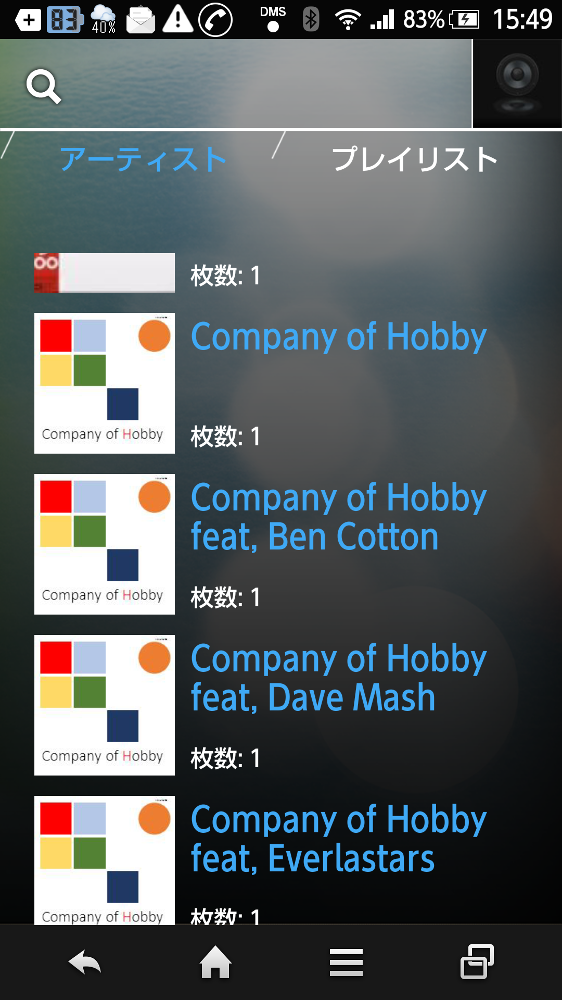 83
40%
DMS
83%
15:49
アーティスト
プレイリスト
枚数: 1
Company of Hobby
Company of Hobby
枚数: 1
Company of Hobby
feat, Ben Cotton
Company of Hobby
枚数: 1
Company of Hobby
feat, Dave Mash
Company of Hobby
枚数: 1
Company of Hobby
feat, Everlastars
Company of Hobby
枚数: 1